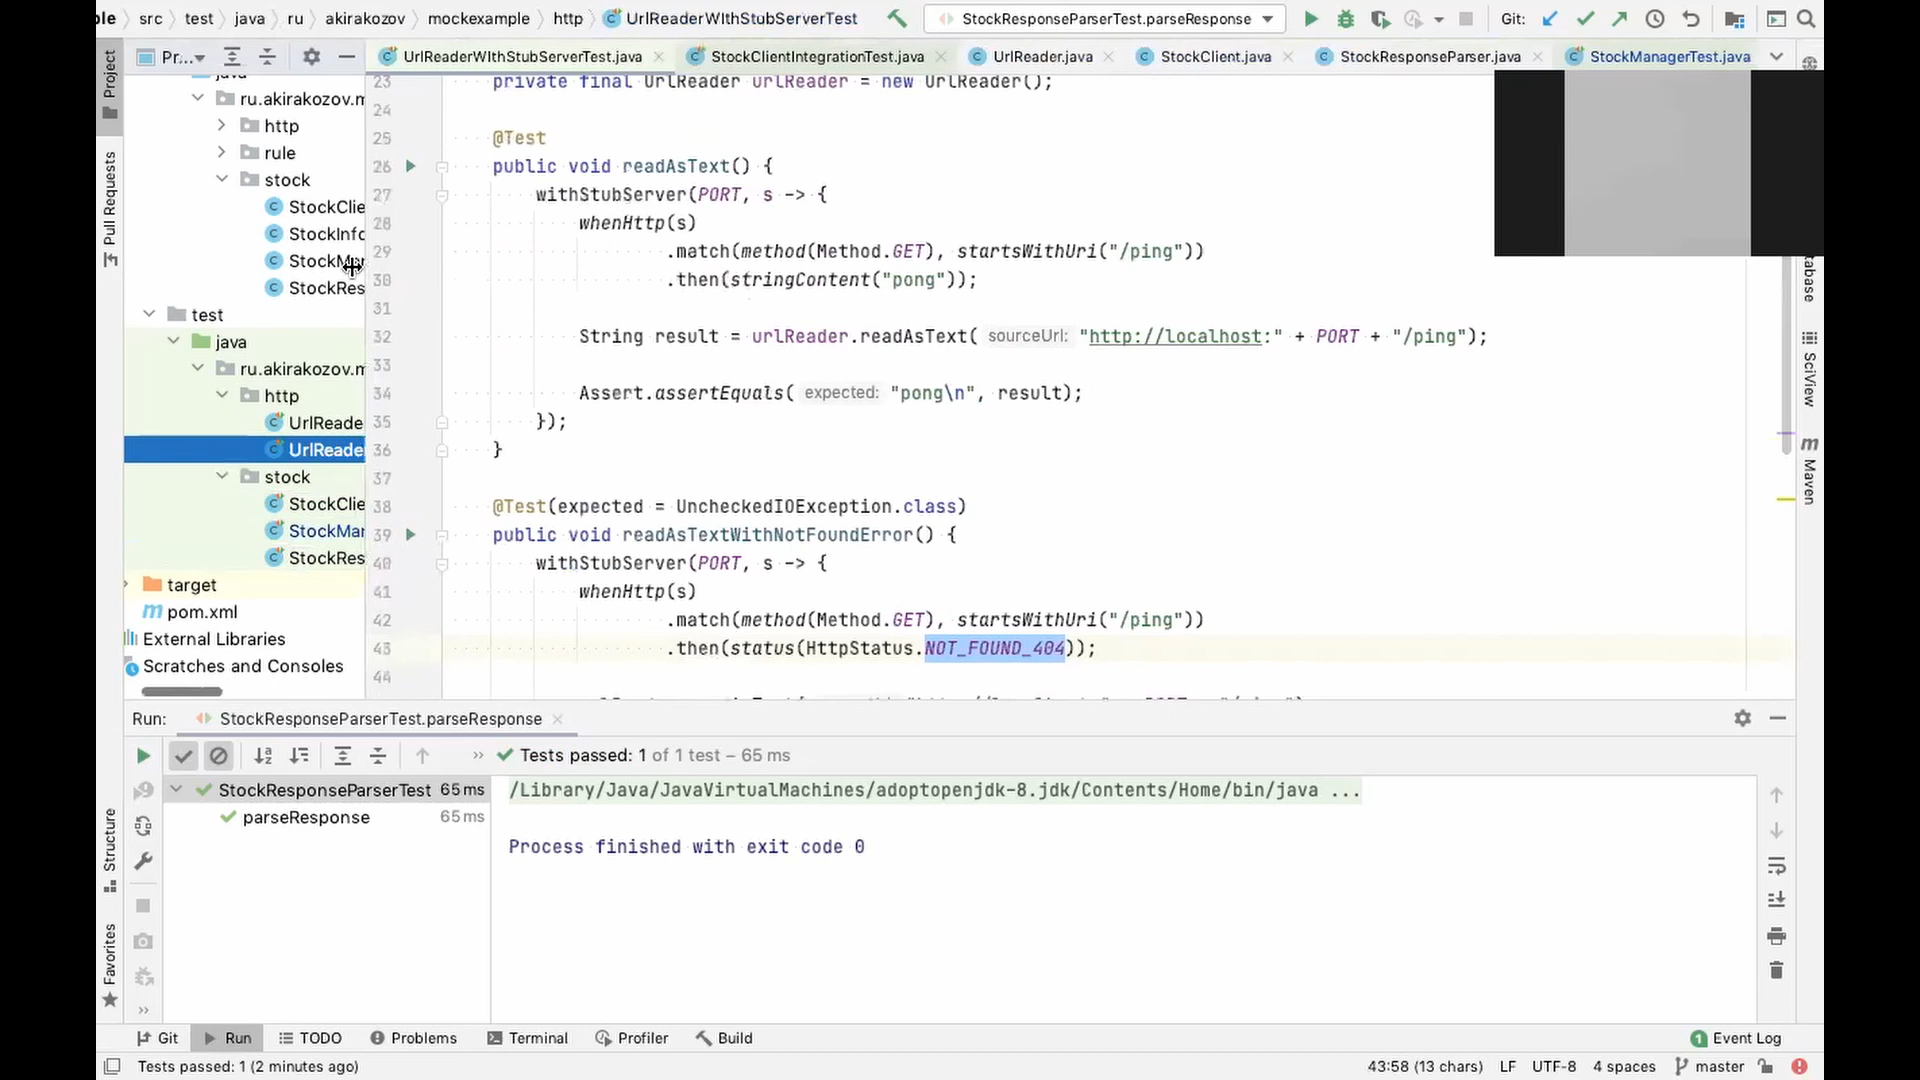 ple src test java ru akirakozov mockexample http UrlReaderWIthStubServerTest StockResponseParserTest.parseResponse Git:
Pr... UrlReaderWIthStubServerTest.java StockClientIntegrationTest.java UrlReader.java StockClient.java StockResponseParser.java StockManagerTest.java
Project
Pull Requests
Structure
Favorites
java
ru.akirakozov.m
http
rule
stock
StockClie
StockInfo
StockMa
StockRes
test
java
ru.akirakozov.m
http
UrlReade
UrlReade
stock
StockClie
StockMar
StockRes
target
pom.xml
External Libraries
Scratches and Consoles
23 private final UrlReader urlReader = new UrlReader();
24
25 @Test
26 public void readAsText() {
27 withStubServer(PORT, s -> {
28 whenHttp(s)
29 .match(method(Method.GET), startsWithUri("/ping"))
30 .then(stringContent("pong"));
31
32 String result = urlReader.readAsText( sourceUrl: "http://localhost:" + PORT + "/ping");
33
34 Assert.assertEquals( expected: "pong\n", result);
35 });
36 }
37
38 @Test(expected = UncheckedIOException.class)
39 public void readAsTextWithNotFoundError() {
40 withStubServer(PORT, s -> {
41 whenHttp(s)
42 .match(method(Method.GET), startsWithUri("/ping"))
43 .then(status(HttpStatus.NOT_FOUND_404));
44
tabase
SciView
Maven
Run: StockResponseParserTest.parseResponse
Tests passed: 1 of 1 test – 65 ms
StockResponseParserTest 65 ms
parseResponse 65 ms
/Library/Java/JavaVirtualMachines/adoptopenjdk-8.jdk/Contents/Home/bin/java ...
Process finished with exit code 0
Git Run TODO Problems Terminal Profiler Build 1 Event Log
Tests passed: 1 (2 minutes ago) 43:58 (13 chars) LF UTF-8 4 spaces master